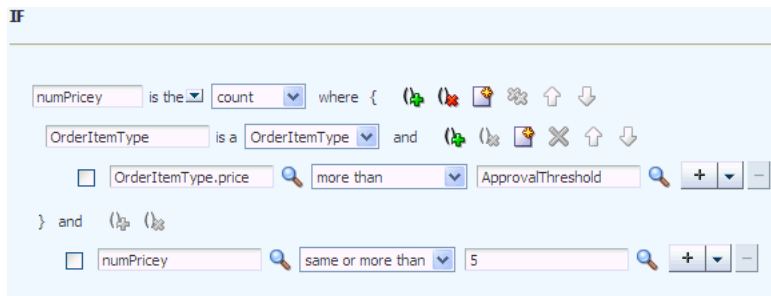 IF
numPricey is the count where {
OrderItemType is a OrderItemType and
OrderItemType.price more than ApprovalThreshold + –
} and
numPricey same or more than 5 + –